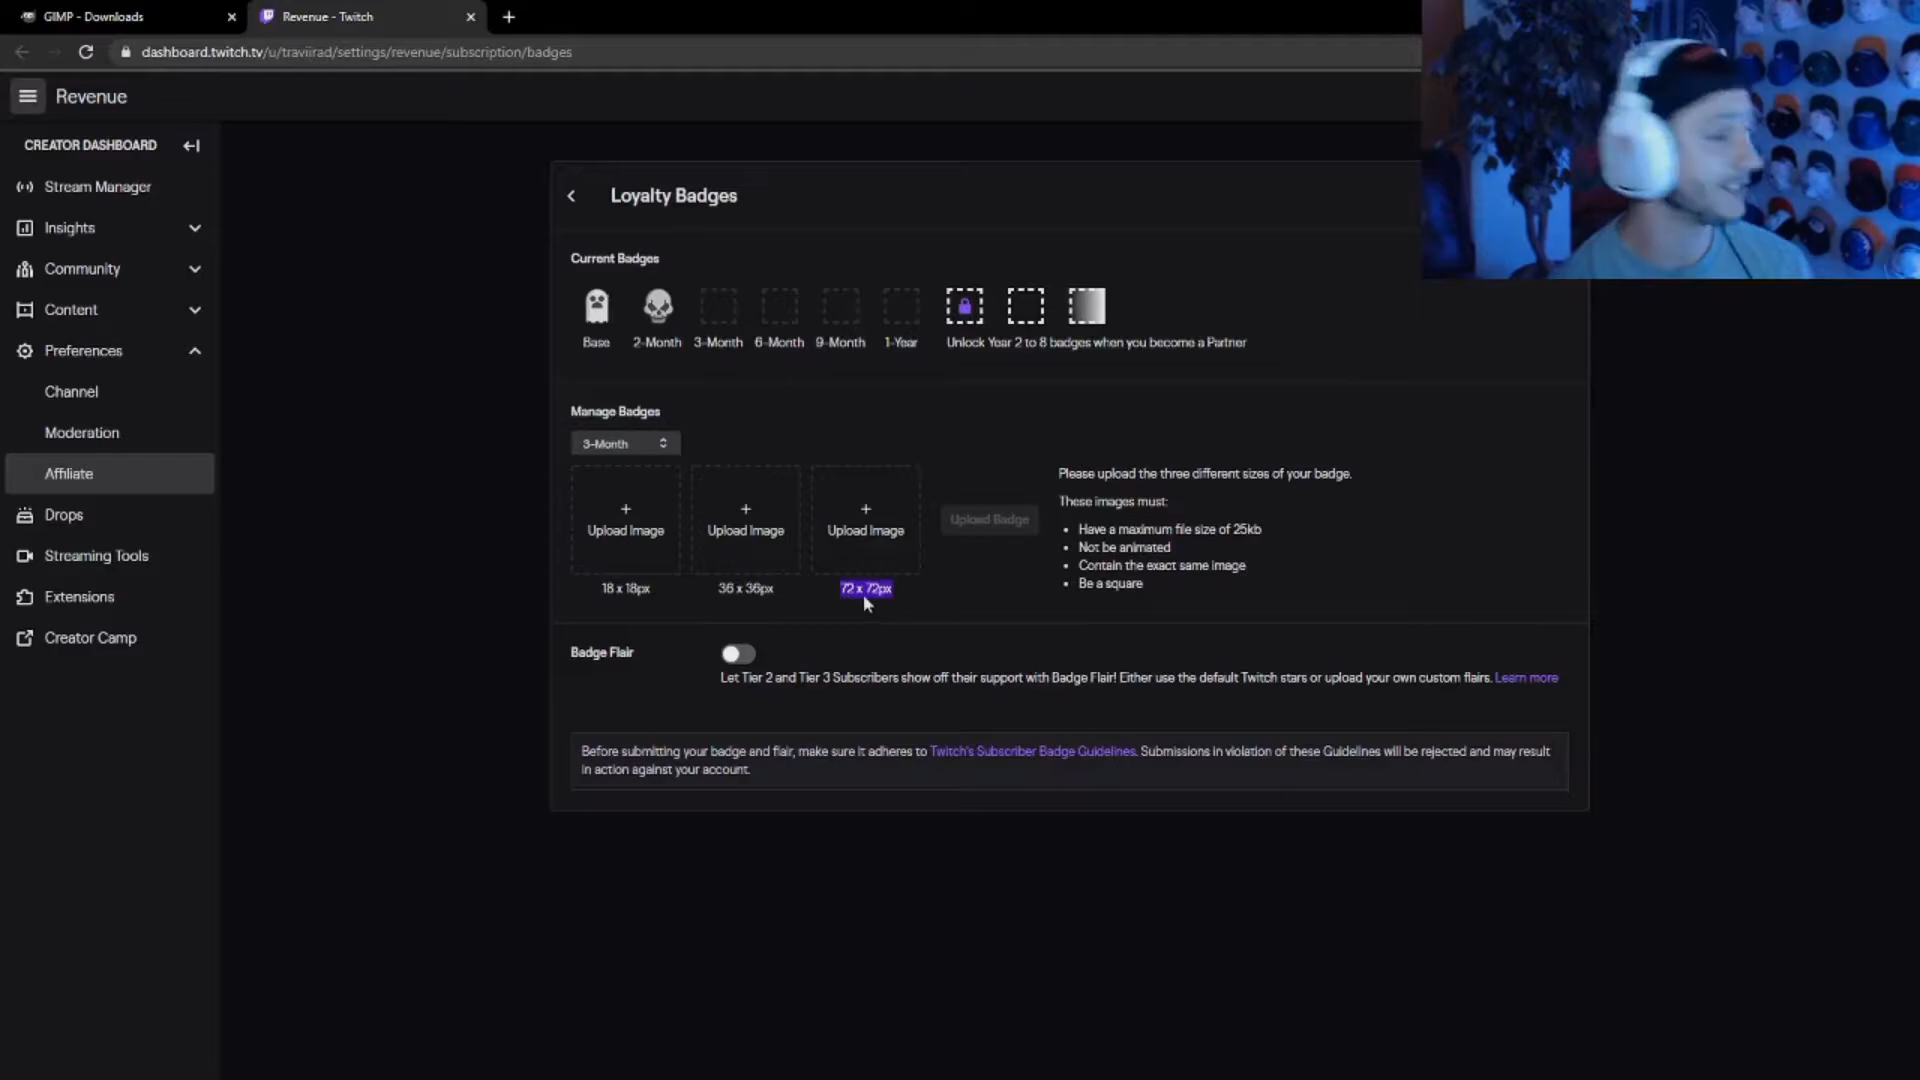 GIMP - Downloads
Revenue - Twitch
dashboard.twitch.tv/u/traviirad/settings/revenue/subscription/badges
Revenue
CREATOR DASHBOARD
Stream Manager
Insights
Community
Content
Preferences
Channel
Moderation
Affiliate
Drops
Streaming Tools
Extensions
Creator Camp
Loyalty Badges
Current Badges
Base 2-Month 3-Month 6-Month 9-Month 1-Year Unlock Year 2 to 8 badges when you become a Partner
Manage Badges
3-Month
+ + +
Upload Image Upload Image Upload Image
18 x 18px 36 x 36px 72 x 72px
Upload Badge
Please upload the three different sizes of your badge.
These images must:
• Have a maximum file size of 25kb
• Not be animated
• Contain the exact same image
• Be a square
Badge Flair
Let Tier 2 and Tier 3 Subscribers show off their support with Badge Flair! Either use the default Twitch stars or upload your own custom flairs. Learn more
Before submitting your badge and flair, make sure it adheres to Twitch's Subscriber Badge Guidelines. Submissions in violation of these Guidelines will be rejected and may result
in action against your account.